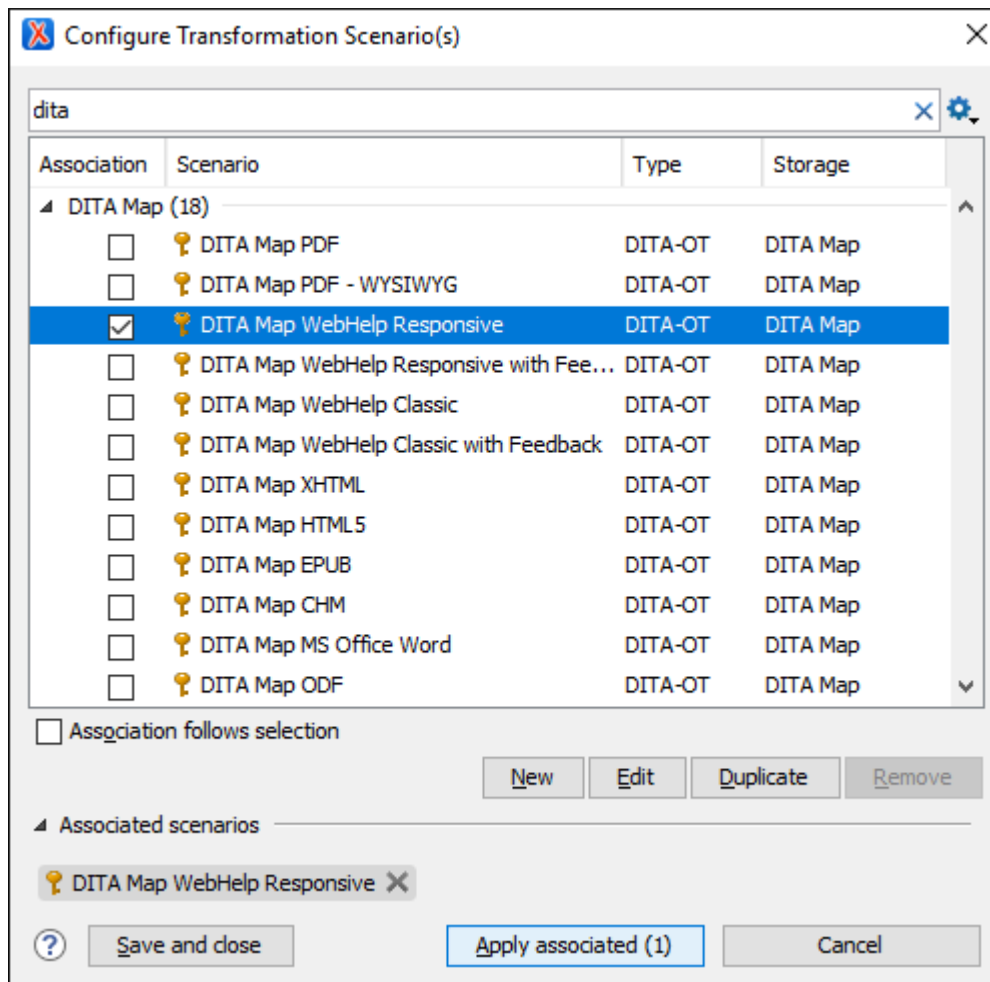 Configure Transformation Scenario(s)
dita
Association Scenario Type Storage
DITA Map (18)
DITA Map PDF DITA-OT DITA Map
DITA Map PDF - WYSIWYG DITA-OT DITA Map
DITA Map WebHelp Responsive DITA-OT DITA Map
DITA Map WebHelp Responsive with Fee... DITA-OT DITA Map
DITA Map WebHelp Classic DITA-OT DITA Map
DITA Map WebHelp Classic with Feedback DITA-OT DITA Map
DITA Map XHTML DITA-OT DITA Map
DITA Map HTML5 DITA-OT DITA Map
DITA Map EPUB DITA-OT DITA Map
DITA Map CHM DITA-OT DITA Map
DITA Map MS Office Word DITA-OT DITA Map
DITA Map ODF DITA-OT DITA Map
Association follows selection
New Edit Duplicate Remove
Associated scenarios
DITA Map WebHelp Responsive
? Save and close Apply associated (1) Cancel